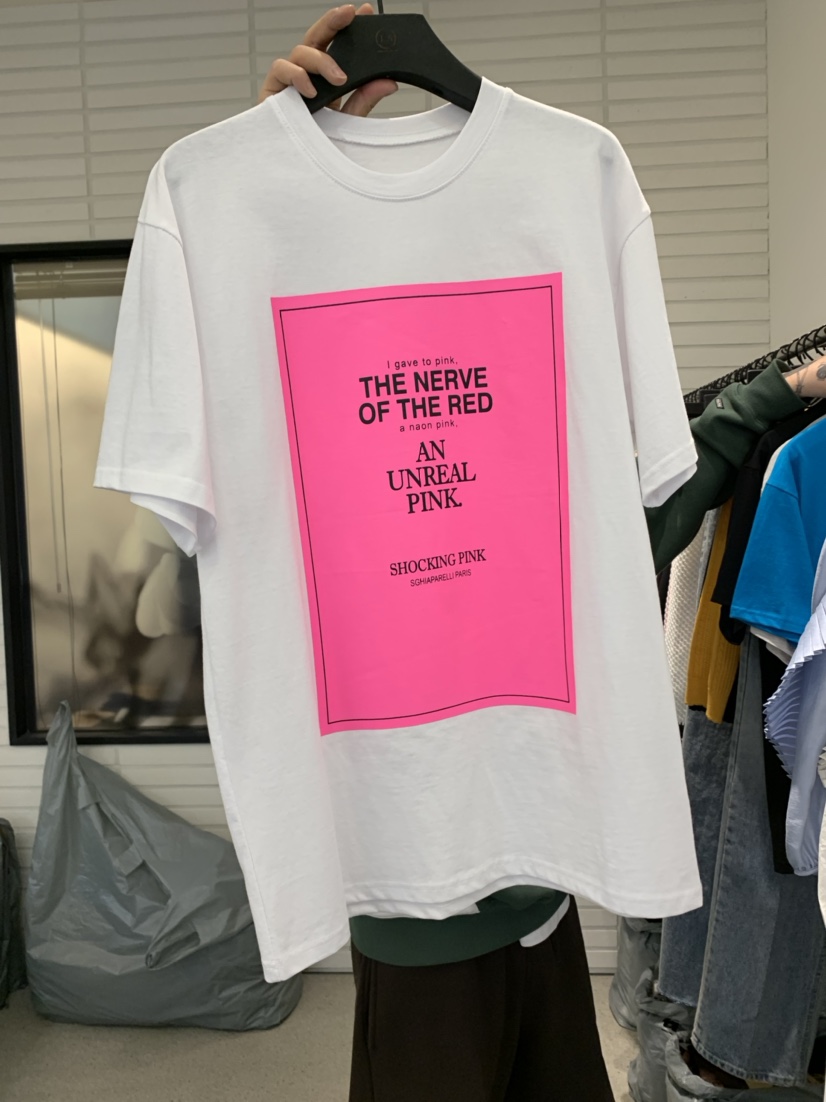 I gave to pink,
THE NERVE
OF THE RED
a naon pink,
AN
UNREAL
PINK.
SHOCKING PINK
SGHIAPARELLI PARIS